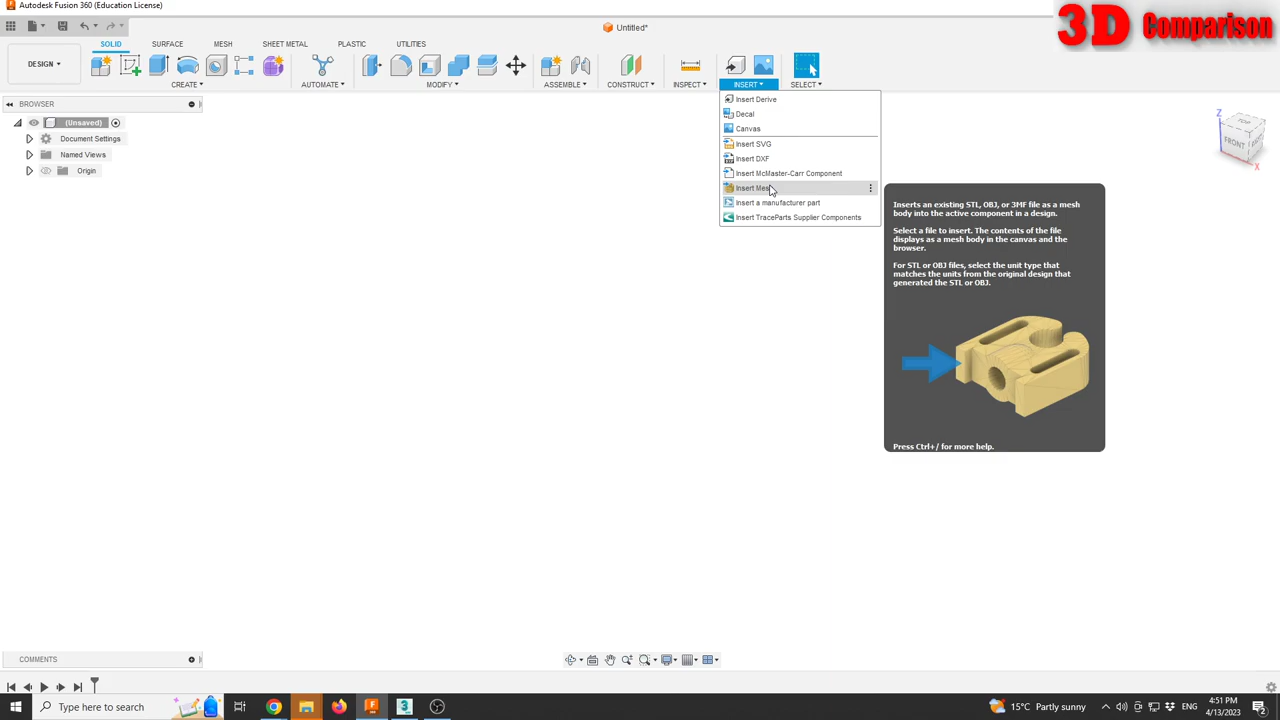 Autodesk Fusion 360 (Education License)
3D Comparison
Untitled*
SOLID
SURFACE
MESH
SHEET METAL
PLASTIC
UTILITIES
DESIGN
CREATE
AUTOMATE
MODIFY
ASSEMBLE
CONSTRUCT
INSPECT
INSERT
SELECT
BROWSER
(Unsaved)
Document Settings
Named Views
Origin
Insert Derive
Decal
Canvas
Insert SVG
Insert DXF
Insert McMaster-Carr Component
Insert Mes
Insert a manufacturer part
Insert TraceParts Supplier Components
Inserts an existing STL, OBJ, or 3MF file as a mesh
body into the active component in a design.
Select a file to insert. The contents of the file
displays as a mesh body in the canvas and the
browser.
For STL or OBJ files, select the unit type that
matches the units from the original design that
generated the STL or OBJ.
Press Ctrl+/ for more help.
Z
FRONT
X
COMMENTS
Type here to search
15°C Partly sunny
ENG
4:51 PM
4/13/2023